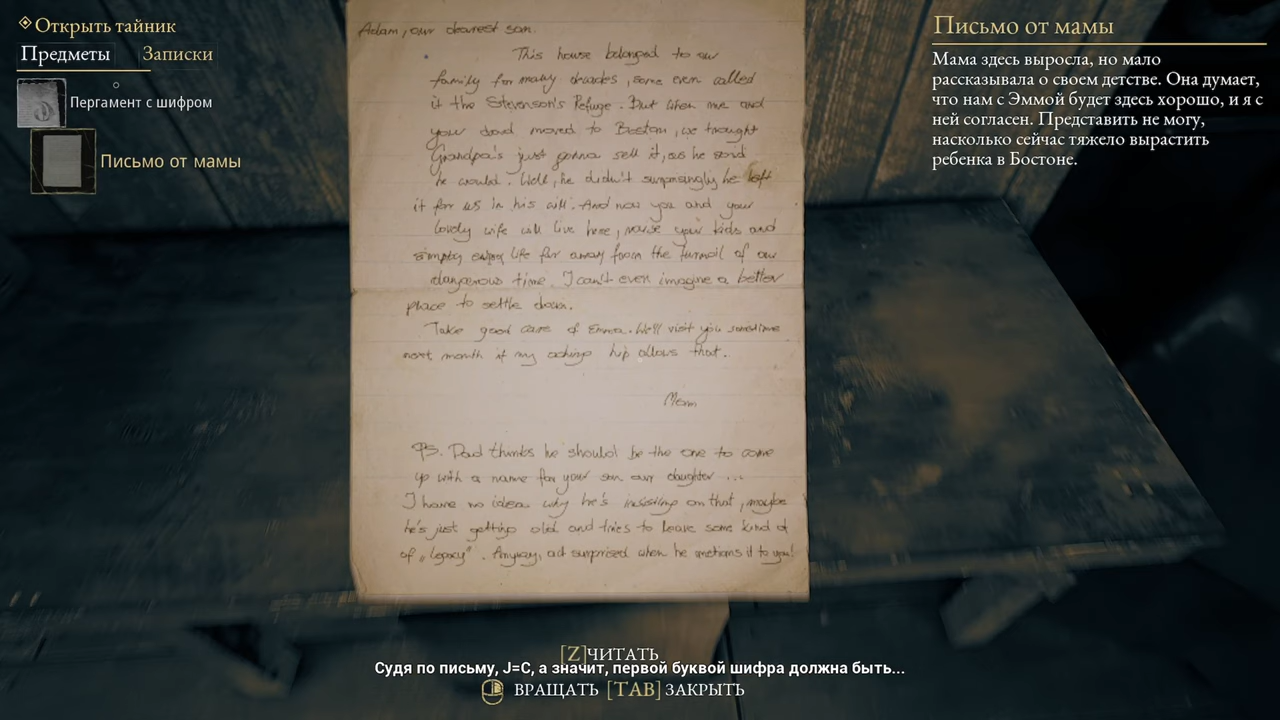 Открыть тайник
Предметы Записки
Пергамент с шифром
Письмо от мамы
Adam, our dearest son.
This house belonged to our
family for many decades, some even called
it the Stevenson's Refuge. But when me and
your dad moved to Boston, we thought
Grandpa's just gonna sell it, as he said
he would. Well, he didn't surprisingly he left
it for us in his will. And now you and your
lovely wife will live here, raise your kids and
simply enjoy life far away from the turmoil of our
dangerous time. I can't even imagine a better
place to settle down.
Take good care of Emma. We'll visit you sometime
next month if my aching hip allows that.
Mom
PS. Dad thinks he should be the one to come
up with a name for your son our daughter ...
I have no idea why he's insisting on that, maybe
he's just getting old and tries to leave some kind of
of „legacy". Anyway, act surprised when he metions it to you!
Письмо от мамы
Мама здесь выросла, но мало
рассказывала о своем детстве. Она думает,
что нам с Эммой будет здесь хорошо, и я с
ней согласен. Представить не могу,
насколько сейчас тяжело вырастить
ребенка в Бостоне.
[Z]ЧИТАТЬ
Судя по письму, J=C, а значит, первой буквой шифра должна быть...
ВРАЩАТЬ [TAB] ЗАКРЫТЬ